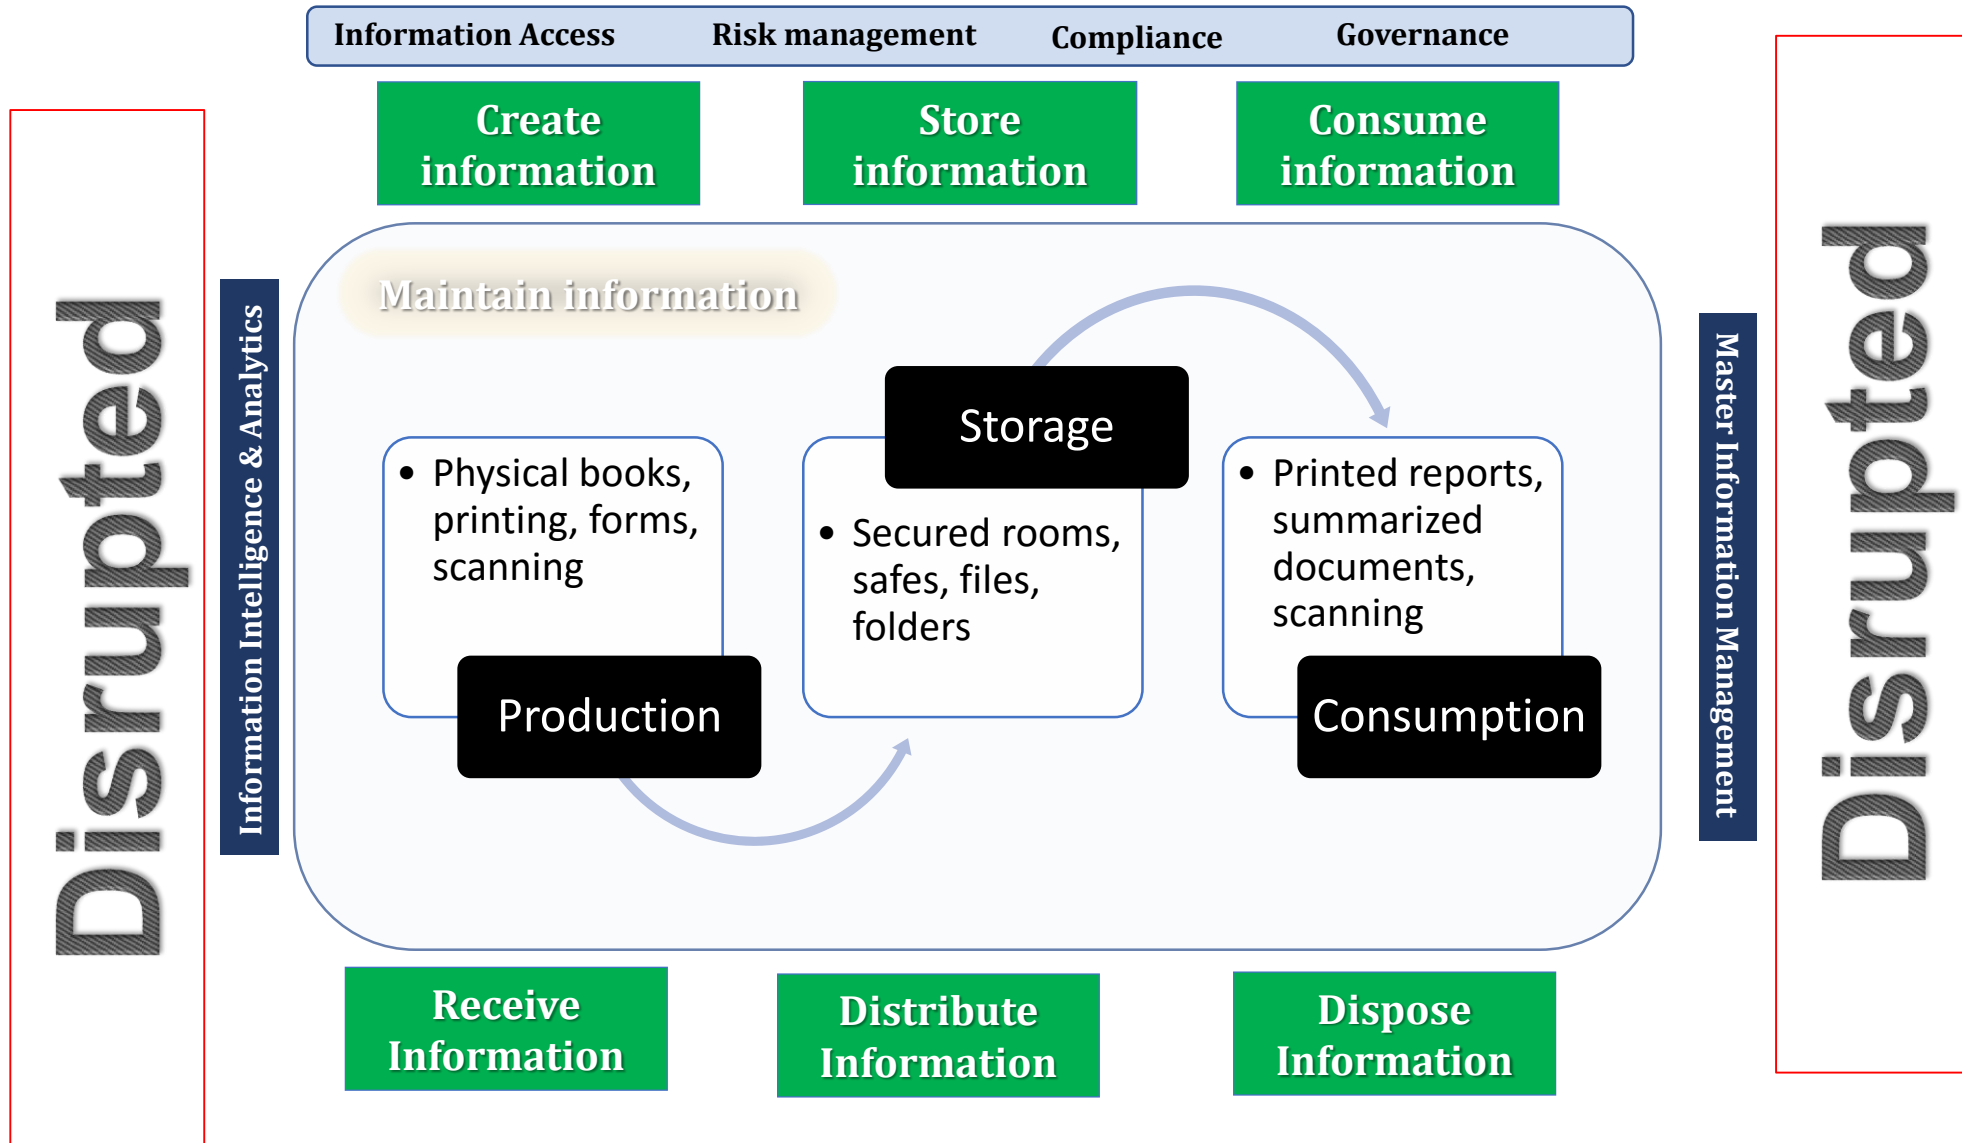 Information Access Risk management Compliance Governance
Create
information
Store
information
Consume
information
Disrupted
Information Intelligence & Analytics
Maintain information
• Physical books,
printing, forms,
scanning
Production
Storage
• Secured rooms,
safes, files,
folders
• Printed reports,
summarized
documents,
scanning
Consumption
Master Information Management
Disrupted
Receive
Information
Distribute
Information
Dispose
Information